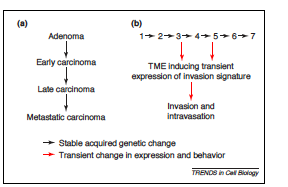 (a)
Adenoma
Early carcinoma
Late carcinoma
Metastatic carcinoma
(b)
1→ 2→ 3→ 4→ 5→ 6→ 7
TME inducing transient
expression of invasion signature
Invasion and
intravasation
Stable acquired genetic change
Transient change in expression and behavior
TRENDS in Cell Biology